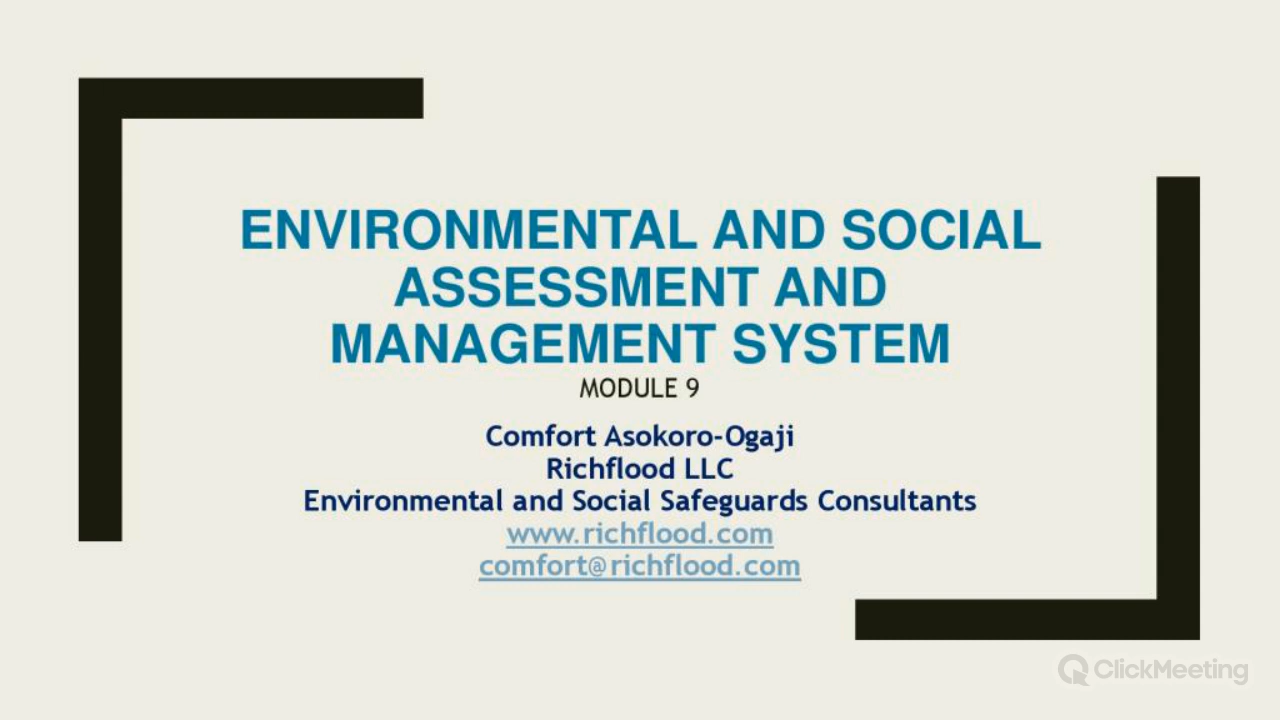 ENVIRONMENTAL AND SOCIAL
ASSESSMENT AND
MANAGEMENT SYSTEM
MODULE 9
Comfort Asokoro-Ogaji
Richflood LLC
Environmental and Social Safeguards Consultants
www.richflood.com
comfort@richflood.com
ClickMeeting